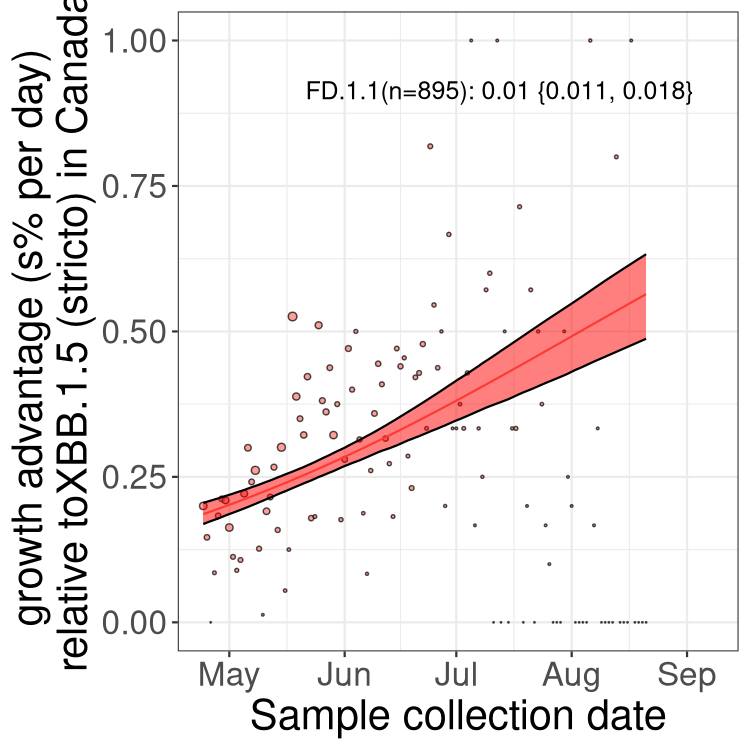 growth advantage (s% per day)
relative toXBB.1.5 (stricto) in Canada
1.00
0.75
0.50
0.25
0.00
FD.1.1(n=895): 0.01 {0.011, 0.018}
May Jun Jul Aug Sep
Sample collection date